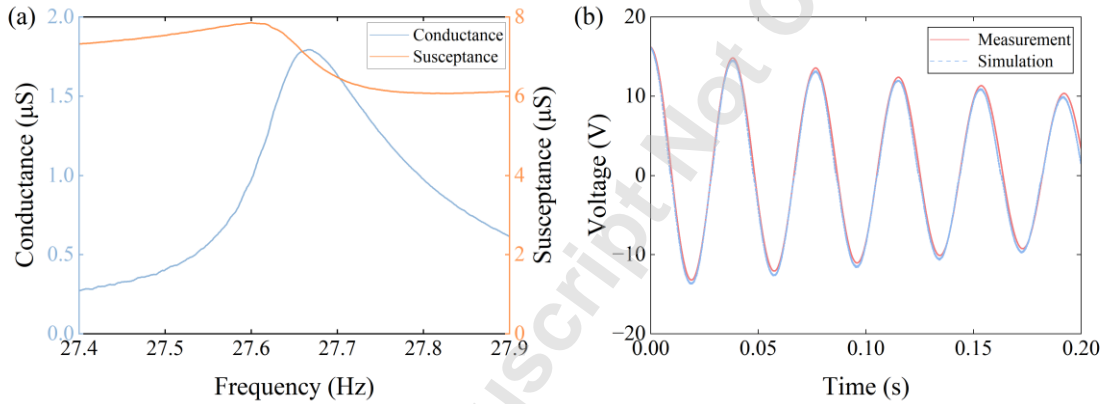 (a)
2.0
1.5
1.0
0.5
0.0
Conductance (μS)
8
6
4
2
0
Susceptance (μS)
Conductance
Susceptance
27.4 27.5 27.6 27.7 27.8 27.9
Frequency (Hz)
(b)
20
10
0
−10
−20
Voltage (V)
Measurement
Simulation
0.00 0.05 0.10 0.15 0.20
Time (s)
uscript Not